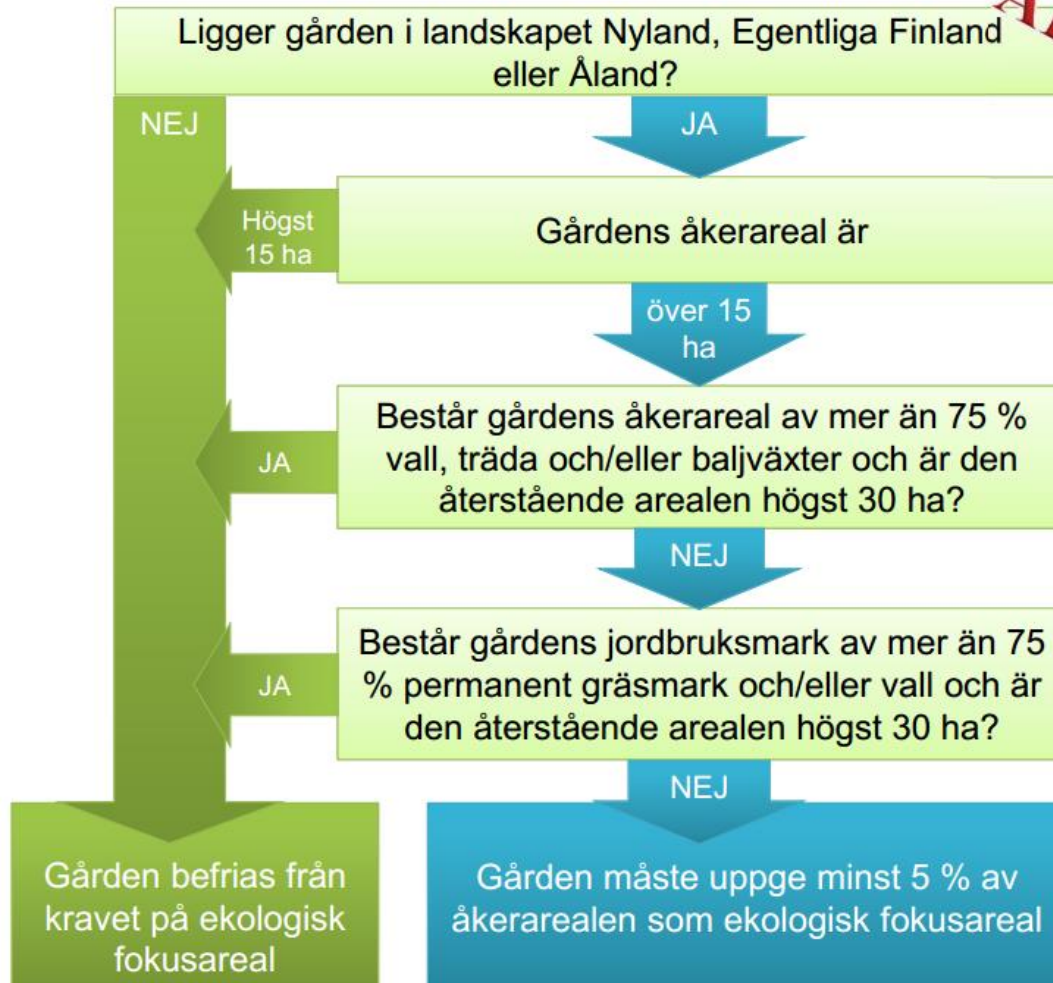 Ligger gården i landskapet Nyland, Egentliga Finland
eller Åland?
NEJ
JA
Högst
15 ha
Gårdens åkerareal är
över 15
ha
Består gårdens åkerareal av mer än 75 %
vall, träda och/eller baljväxter och är den
återstående arealen högst 30 ha?
JA
NEJ
Består gårdens jordbruksmark av mer än 75
% permanent gräsmark och/eller vall och är
den återstående arealen högst 30 ha?
JA
NEJ
Gården befrias från
kravet på ekologisk
fokusareal
Gården måste uppge minst 5 % av
åkerarealen som ekologisk fokusareal